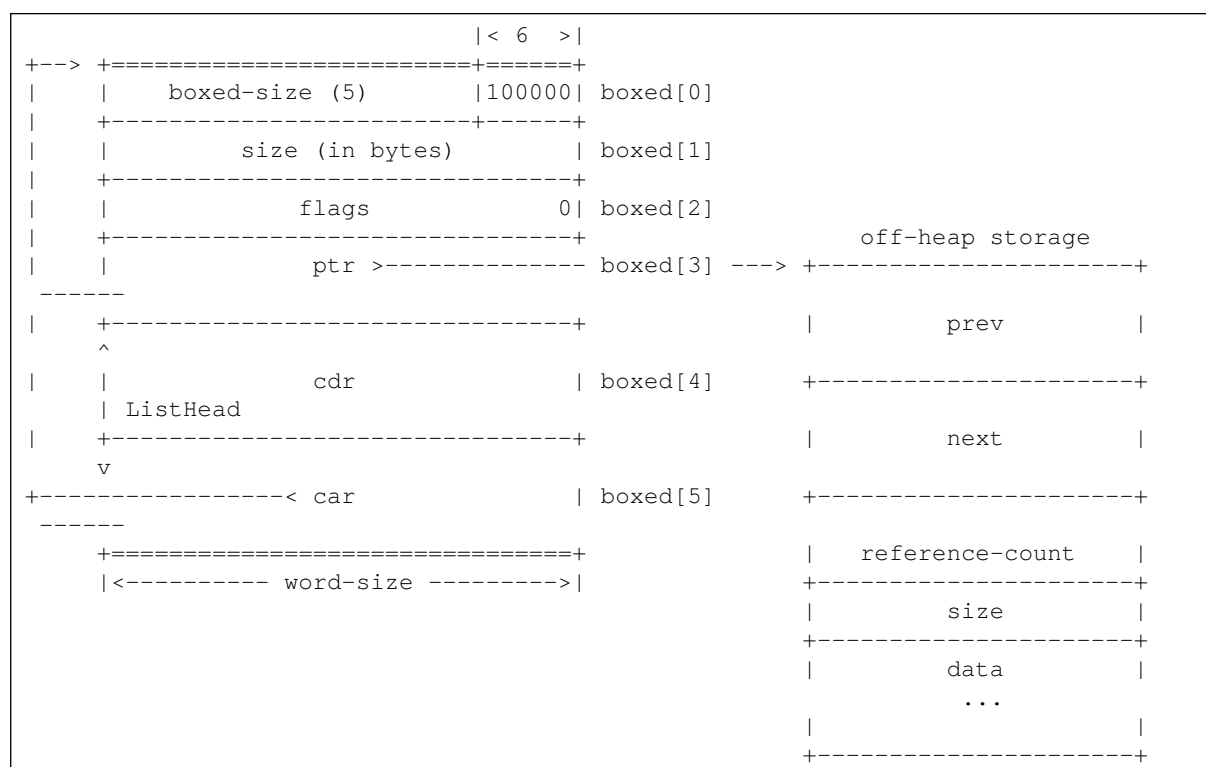 |< 6  >|
+--> +=========================+======+
|    |    boxed-size (5)       |100000| boxed[0]
|    +-------------------------+------+
|    |         size (in bytes)        | boxed[1]
|    +--------------------------------+
|    |             flags             0| boxed[2]
|    +--------------------------------+                   off-heap storage
|    |              ptr >-------------- boxed[3] ---> +----------------------+
 ------
|    +--------------------------------+               |         prev         |
     ^
|    |              cdr               | boxed[4]      +----------------------+
     | ListHead
|    +--------------------------------+               |         next         |
     v
+-----------------< car               | boxed[5]      +----------------------+
 ------
     +================================+               |   reference-count    |
     |<---------- word-size --------->|               +----------------------+
                                                      |         size         |
                                                      +----------------------+
                                                      |         data         |
                                                                 ...
                                                      |                      |
                                                      +----------------------+